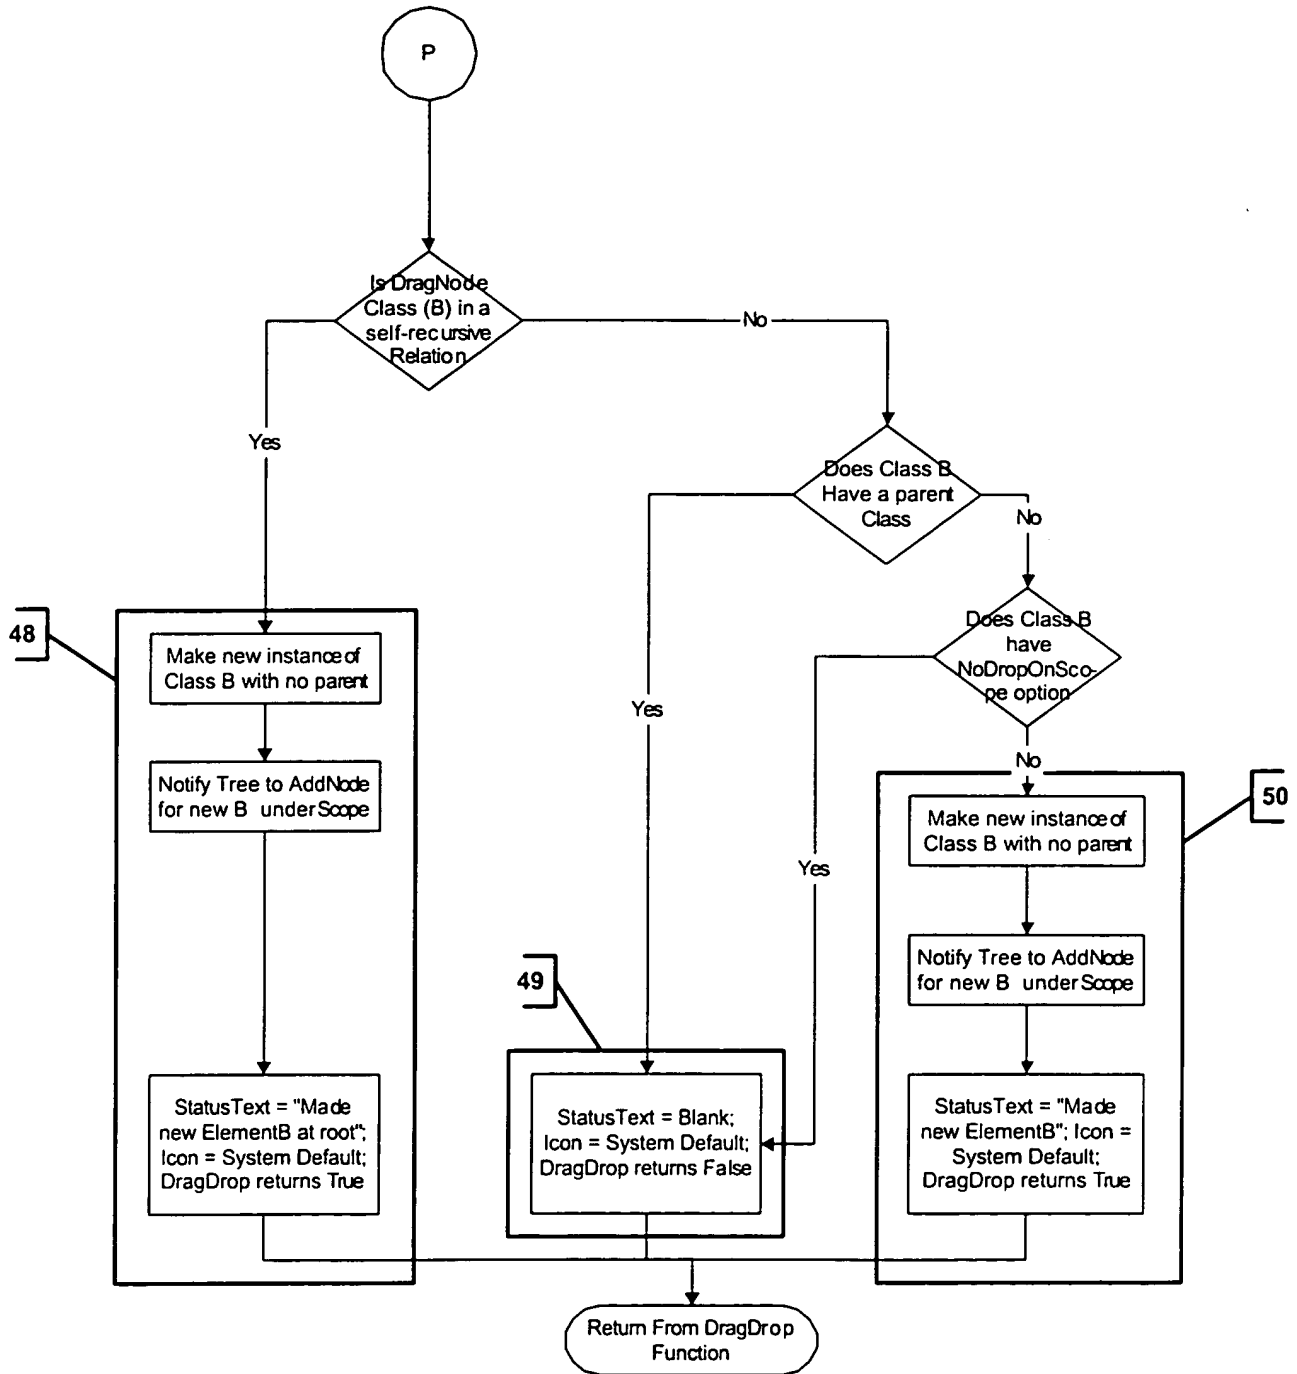 P
Is DragNode
Class (B) in a
self-recursive
Relation
No
Yes
Does Class B
Have a parent
Class
No
Yes
Does Class B
have
NoDropOnSco-
pe option
Yes
No
48
Make new instance of
Class B with no parent
Notify Tree to AddNode
for new B under Scope
StatusText = "Made
new ElementB at root";
Icon = System Default;
DragDrop returns True
49
StatusText = Blank;
Icon = System Default;
DragDrop returns False
50
Make new instance of
Class B with no parent
Notify Tree to AddNode
for new B under Scope
StatusText = "Made
new ElementB"; Icon =
System Default;
DragDrop returns True
Return From DragDrop
Function